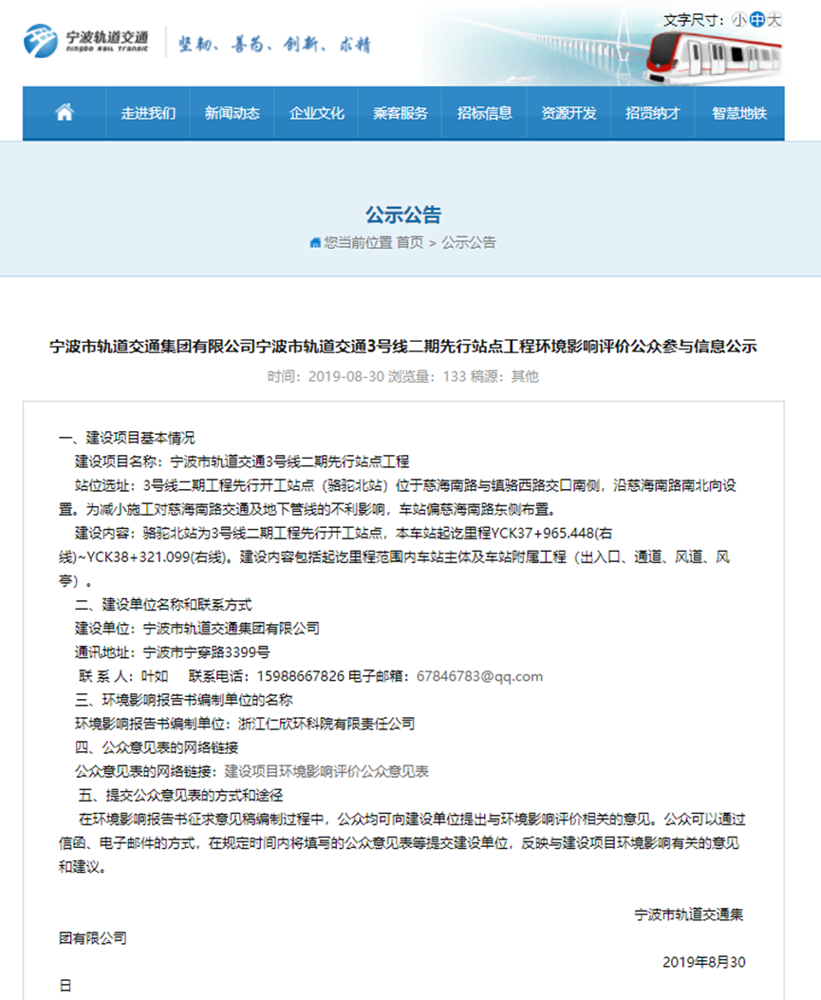 文字尺寸：小 中 大
宁波轨道交通
NINGBO RAIL TRANSIT
坚韧、善为、创新、求精
走进我们 新闻动态 企业文化 乘客服务 招标信息 资源开发 招贤纳才 智慧地铁
公示公告
您当前位置 首页 > 公示公告
宁波市轨道交通集团有限公司宁波市轨道交通3号线二期先行站点工程环境影响评价公众参与信息公示
时间：2019-08-30 浏览量：133 稿源：其他
一、建设项目基本情况
建设项目名称：宁波市轨道交通3号线二期先行站点工程
站位选址：3号线二期工程先行开工站点（骆驼北站）位于慈海南路与镇骆西路交口南侧，沿慈海南路南北向设
置。为减小施工对慈海南路交通及地下管线的不利影响，车站偏慈海南路东侧布置。
建设内容：骆驼北站为3号线二期工程先行开工站点，本车站起讫里程YCK37+965.448(右
线)~YCK38+321.099(右线)。建设内容包括起讫里程范围内车站主体及车站附属工程（出入口、通道、风道、风
亭）。
二、建设单位名称和联系方式
建设单位：宁波市轨道交通集团有限公司
通讯地址：宁波市宁穿路3399号
联 系 人：叶如 联系电话：15988667826 电子邮箱：67846783@qq.com
三、环境影响报告书编制单位的名称
环境影响报告书编制单位：浙江仁欣环科院有限责任公司
四、公众意见表的网络链接
公众意见表的网络链接：建设项目环境影响评价公众意见表
五、提交公众意见表的方式和途径
在环境影响报告书征求意见稿编制过程中，公众均可向建设单位提出与环境影响评价相关的意见。公众可以通过
信函、电子邮件的方式，在规定时间内将填写的公众意见表等提交建设单位，反映与建设项目环境影响有关的意见
和建议。
宁波市轨道交通集
团有限公司
2019年8月30
日